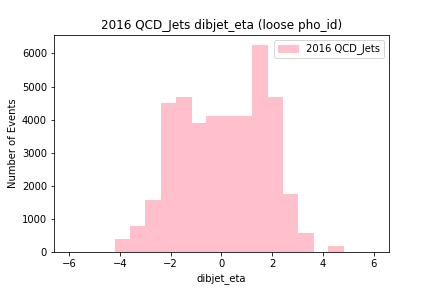 2016 QCD_Jets dibjet_eta (loose pho_id)
2016 QCD_Jets
Number of Events
6000
5000
4000
3000
2000
1000
0
−6 −4 −2 0 2 4 6
dibjet_eta